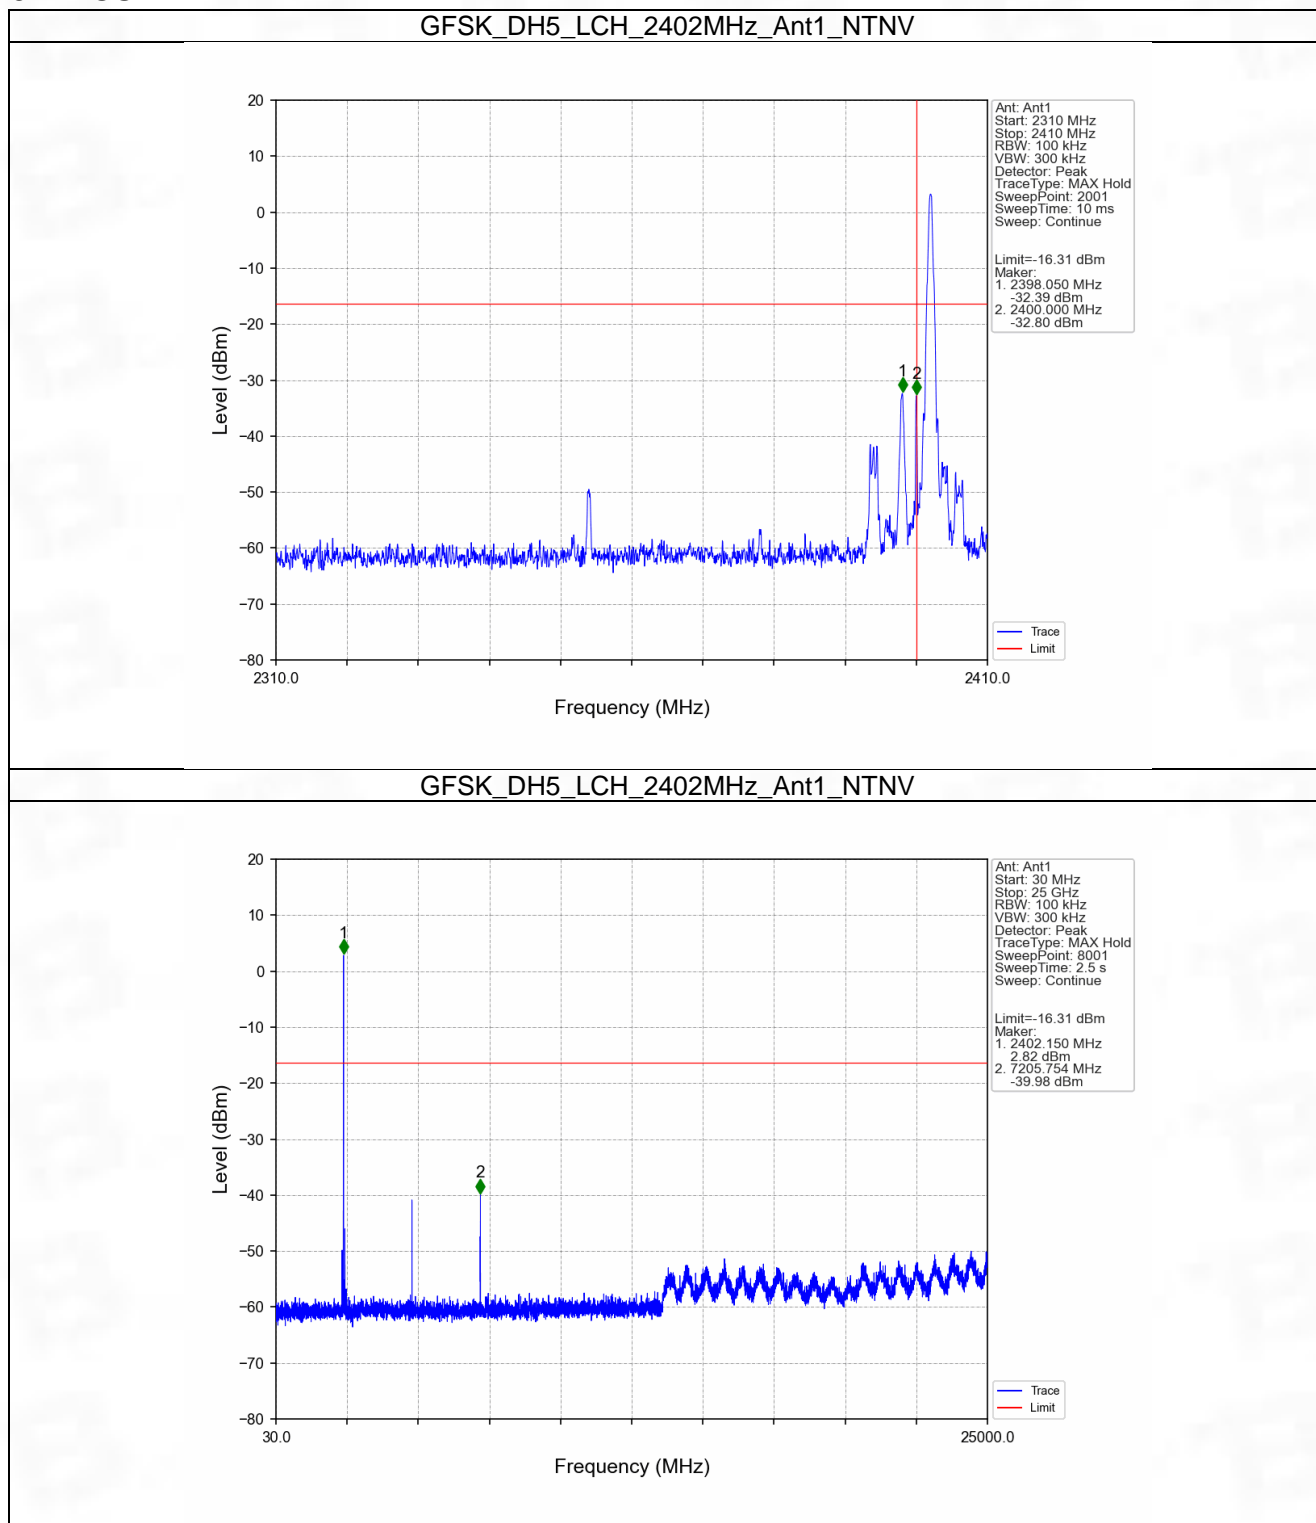 GFSK_DH5_LCH_2402MHz_Ant1_NTNV
20
10
0
−10
−20
−30
−40
−50
−60
−70
−80
Level (dBm)
1
2
2310.0
2410.0
Frequency (MHz)
Ant: Ant1
Start: 2310 MHz
Stop: 2410 MHz
RBW: 100 kHz
VBW: 300 kHz
Detector: Peak
TraceType: MAX Hold
SweepPoint: 2001
SweepTime: 10 ms
Sweep: Continue
Limit=-16.31 dBm
Maker:
1. 2398.050 MHz
-32.39 dBm
2. 2400.000 MHz
-32.80 dBm
Trace
Limit
GFSK_DH5_LCH_2402MHz_Ant1_NTNV
20
10
0
−10
−20
−30
−40
−50
−60
−70
−80
Level (dBm)
1
2
30.0
25000.0
Frequency (MHz)
Ant: Ant1
Start: 30 MHz
Stop: 25 GHz
RBW: 100 kHz
VBW: 300 kHz
Detector: Peak
TraceType: MAX Hold
SweepPoint: 8001
SweepTime: 2.5 s
Sweep: Continue
Limit=-16.31 dBm
Maker:
1. 2402.150 MHz
2.82 dBm
2. 7205.754 MHz
-39.98 dBm
Trace
Limit